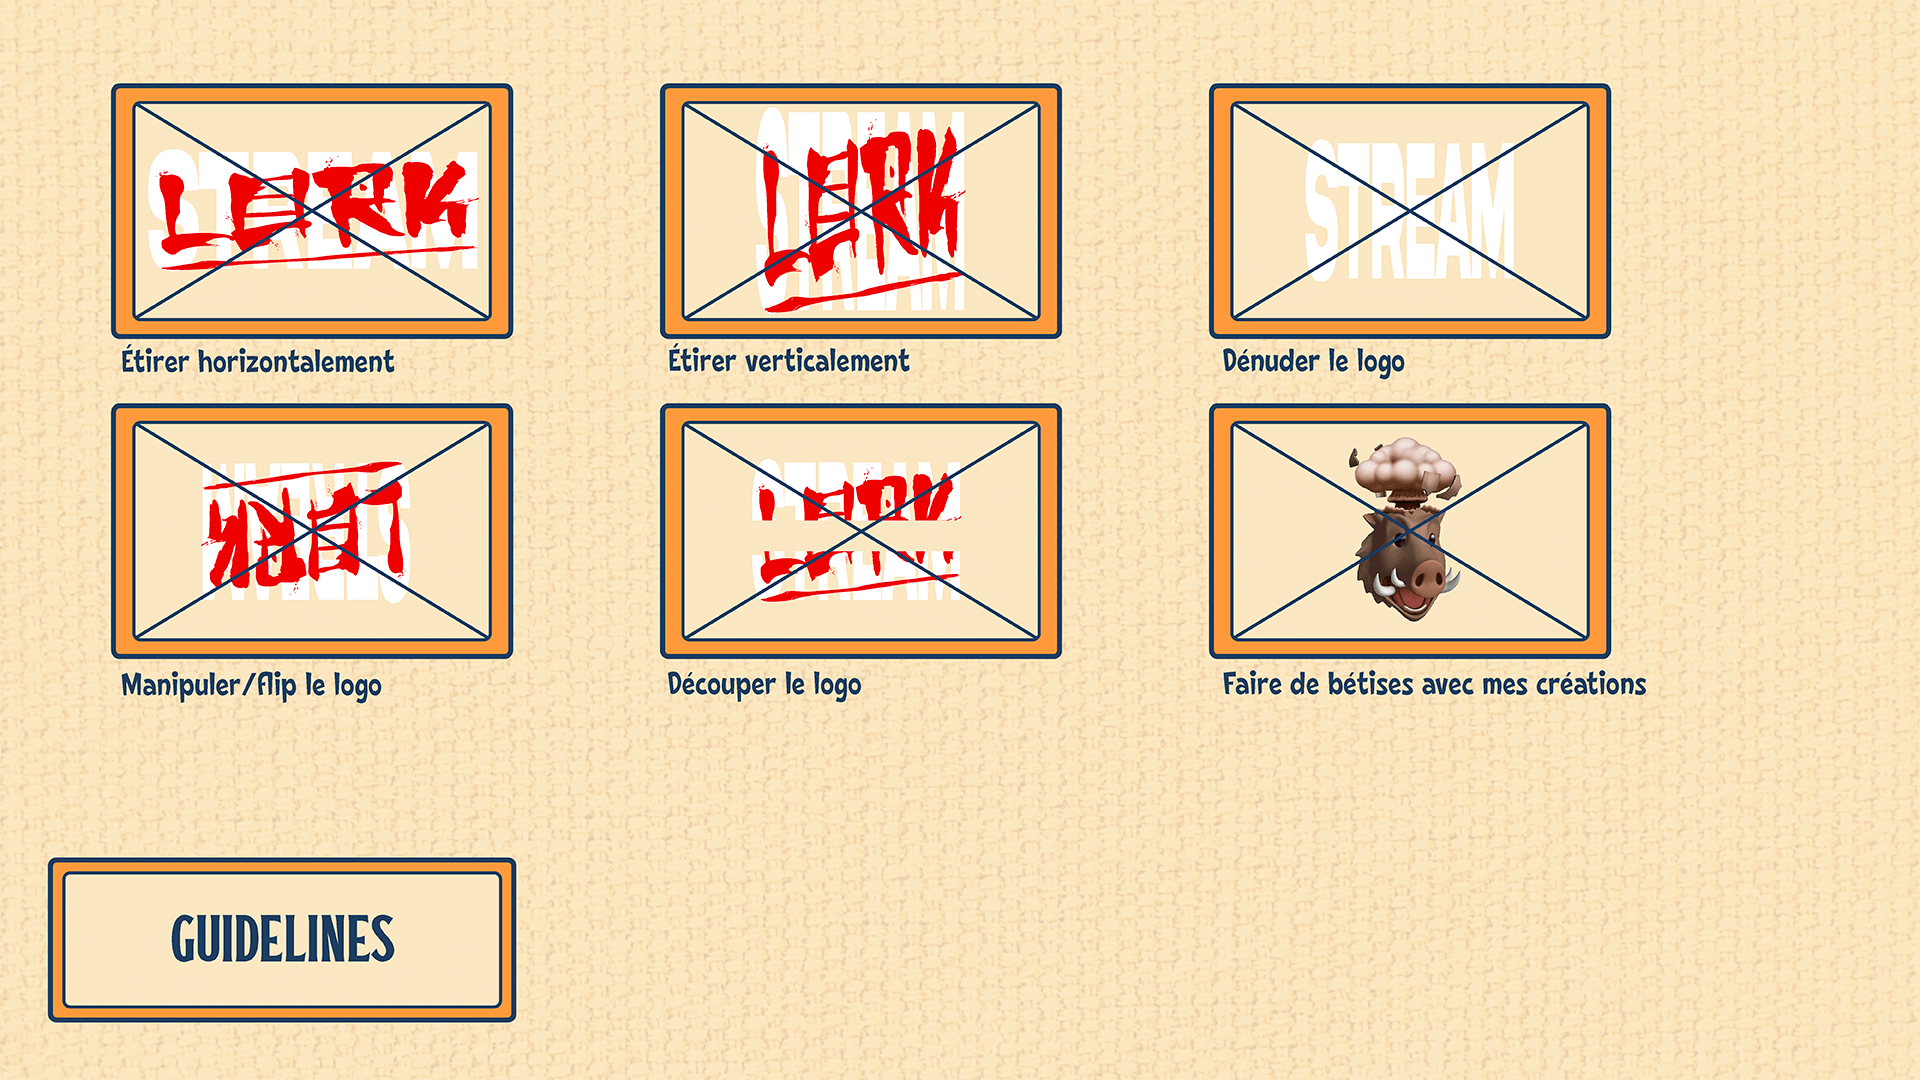 STREAM
LERK
STREAM
LERK
STREAM
Étirer horizontalement
Étirer verticalement
Dénuder le logo
STREAM
LERK
STREAM
LERK
Manipuler/flip le logo
Découper le logo
Faire de bétises avec mes créations
GUIDELINES